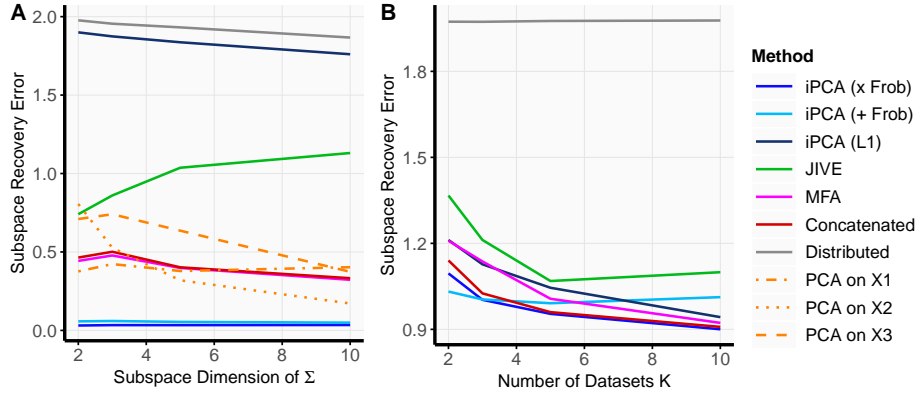 A
Subspace Recovery Error
2.0
1.5
1.0
0.5
0.0
2
4
6
8
10
Subspace Dimension of Σ
B
Subspace Recovery Error
1.8
1.5
1.2
0.9
2
4
6
8
10
Number of Datasets K
Method
iPCA (x Frob)
iPCA (+ Frob)
iPCA (L1)
JIVE
MFA
Concatenated
Distributed
PCA on X1
PCA on X2
PCA on X3